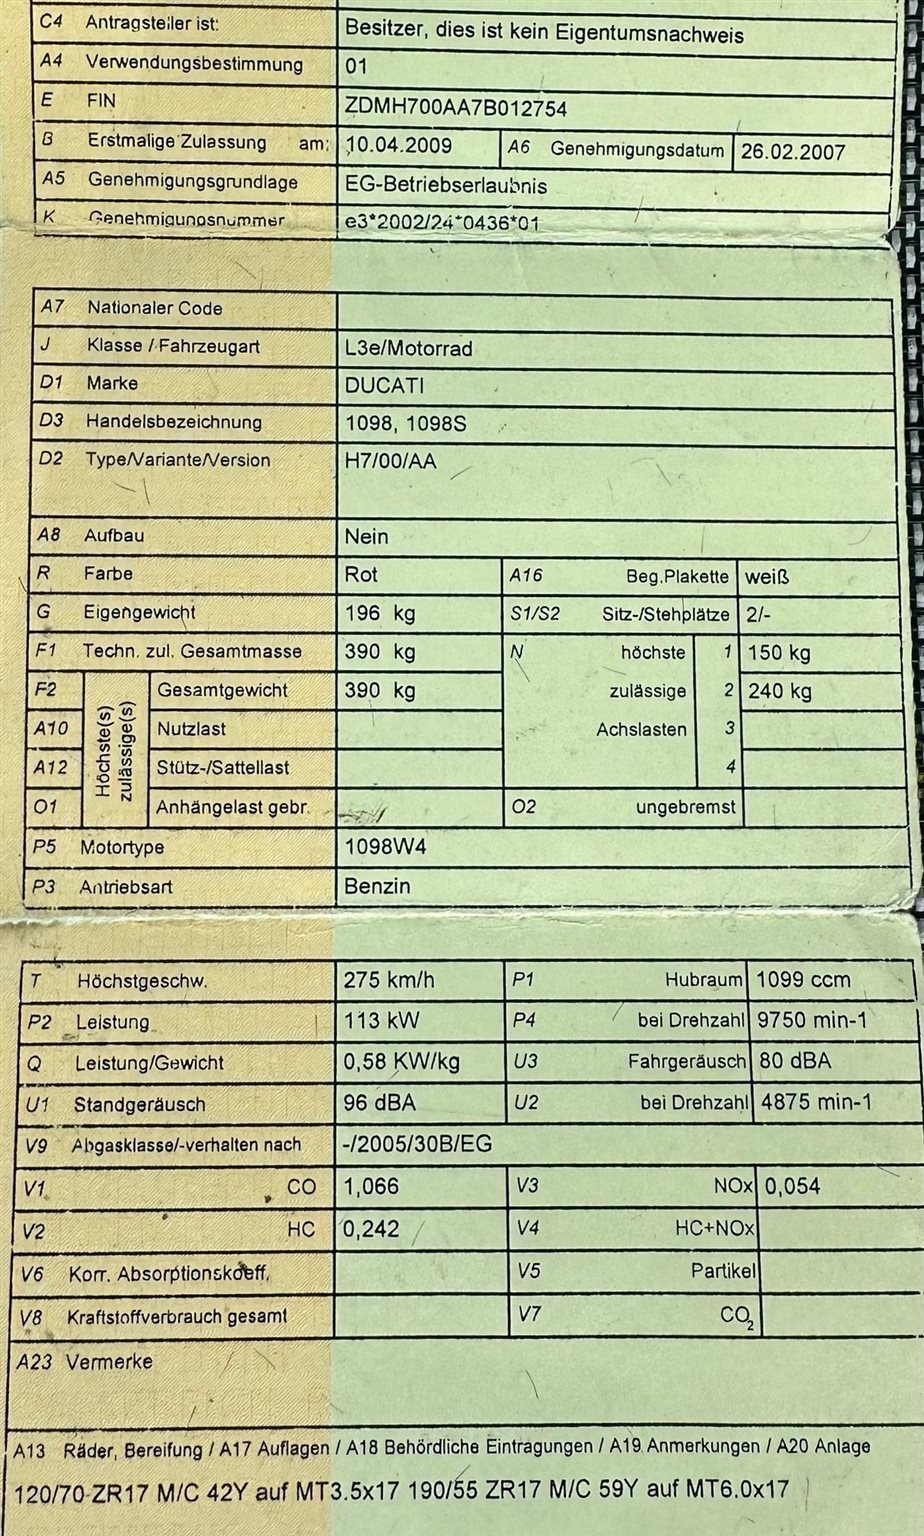 C4 Antragsteller ist: Besitzer, dies ist kein Eigentumsnachweis
A4 Verwendungsbestimmung 01
E FIN ZDMH700AA7B012754
B Erstmalige Zulassung am: 10.04.2009 A6 Genehmigungsdatum 26.02.2007
A5 Genehmigungsgrundlage EG-Betriebserlaubnis
K Genehmigungsnummer e3*2002/24*0436*01
A7 Nationaler Code
J Klasse / Fahrzeugart L3e/Motorrad
D1 Marke DUCATI
D3 Handelsbezeichnung 1098, 1098S
D2 Type/Variante/Version H7/00/AA
A8 Aufbau Nein
R Farbe Rot A16 Beg.Plakette weiß
G Eigengewicht 196 kg S1/S2 Sitz-/Stehplätze 2/-
F1 Techn. zul. Gesamtmasse 390 kg N höchste 1 150 kg
F2 Höchste(s) zulässige(s) Gesamtgewicht 390 kg zulässige 2 240 kg
A10 Nutzlast Achslasten 3
A12 Stütz-/Sattellast 4
O1 Anhängelast gebr. O2 ungebremst
P5 Motortype 1098W4
P3 Antriebsart Benzin
T Höchstgeschw. 275 km/h P1 Hubraum 1099 ccm
P2 Leistung 113 kW P4 bei Drehzahl 9750 min-1
Q Leistung/Gewicht 0,58 KW/kg U3 Fahrgeräusch 80 dBA
U1 Standgeräusch 96 dBA U2 bei Drehzahl 4875 min-1
V9 Abgasklasse/-verhalten nach -/2005/30B/EG
V1 CO 1,066 V3 NOx 0,054
V2 HC 0,242 V4 HC+NOx
V6 Korr. Absorptionskoeff. V5 Partikel
V8 Kraftstoffverbrauch gesamt V7 CO2
A23 Vermerke
A13 Räder, Bereifung / A17 Auflagen / A18 Behördliche Eintragungen / A19 Anmerkungen / A20 Anlage
120/70 ZR17 M/C 42Y auf MT3.5x17 190/55 ZR17 M/C 59Y auf MT6.0x17